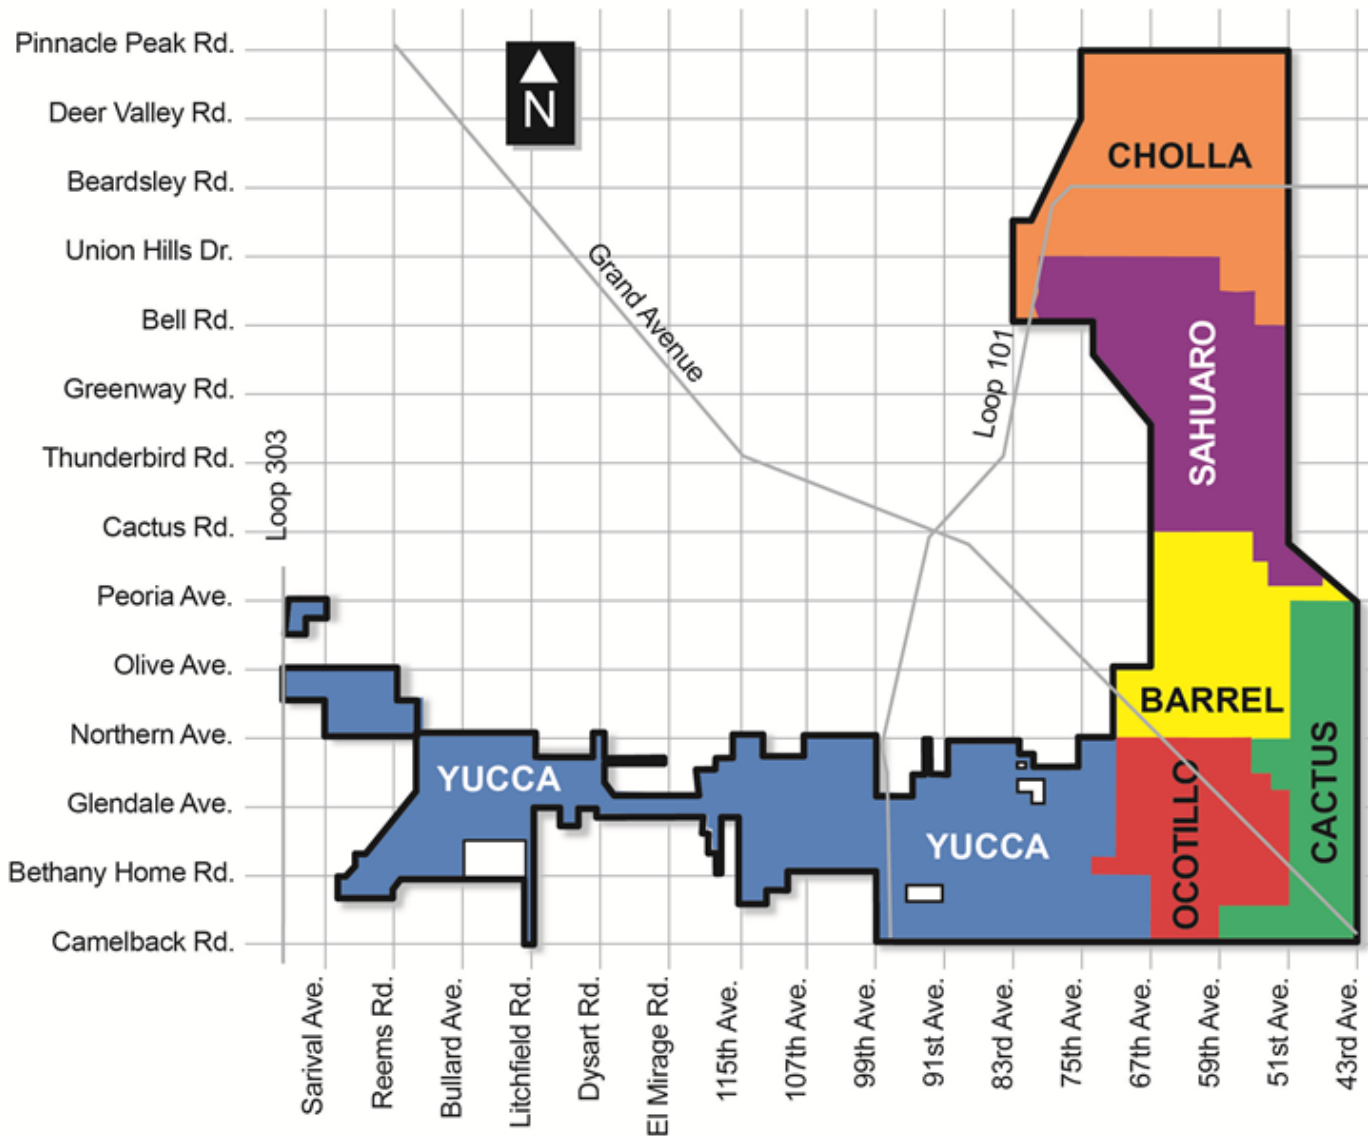 Pinnacle Peak Rd.
Deer Valley Rd.
Beardsley Rd.
Union Hills Dr.
Bell Rd.
Greenway Rd.
Thunderbird Rd.
Cactus Rd.
Peoria Ave.
Olive Ave.
Northern Ave.
Glendale Ave.
Bethany Home Rd.
Camelback Rd.
N
Grand Avenue
Loop 101
Loop 303
CHOLLA
SAHUARO
BARREL
CACTUS
OCOTILLO
YUCCA
YUCCA
Sarival Ave.
Reems Rd.
Bullard Ave.
Litchfield Rd.
Dysart Rd.
El Mirage Rd.
115th Ave.
107th Ave.
99th Ave.
91st Ave.
83rd Ave.
75th Ave.
67th Ave.
59th Ave.
51st Ave.
43rd Ave.